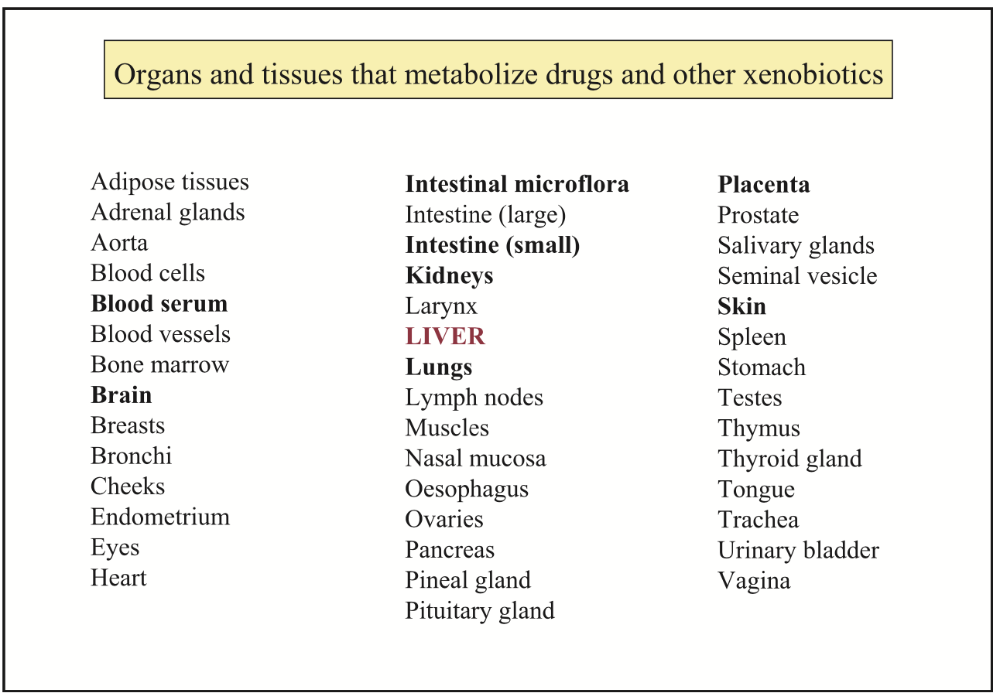 Organs and tissues that metabolize drugs and other xenobiotics
Adipose tissues
Adrenal glands
Aorta
Blood cells
Blood serum
Blood vessels
Bone marrow
Brain
Breasts
Bronchi
Cheeks
Endometrium
Eyes
Heart
Intestinal microflora
Intestine (large)
Intestine (small)
Kidneys
Larynx
LIVER
Lungs
Lymph nodes
Muscles
Nasal mucosa
Oesophagus
Ovaries
Pancreas
Pineal gland
Pituitary gland
Placenta
Prostate
Salivary glands
Seminal vesicle
Skin
Spleen
Stomach
Testes
Thymus
Thyroid gland
Tongue
Trachea
Urinary bladder
Vagina